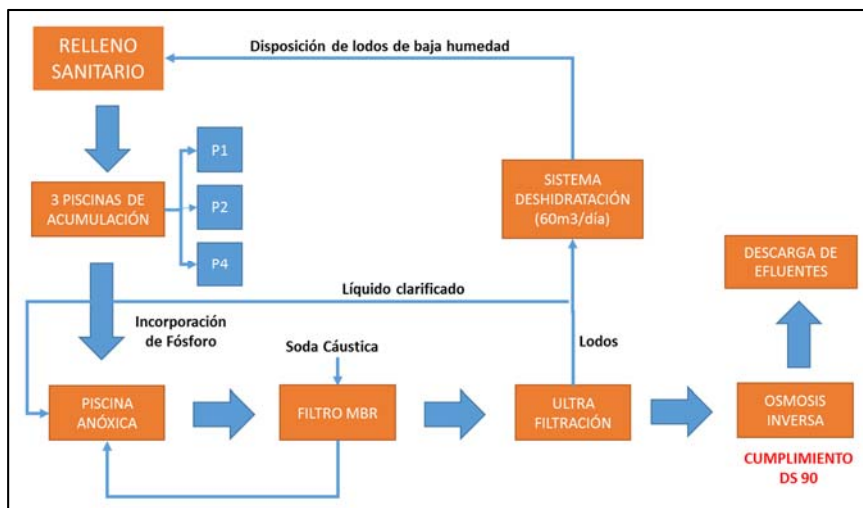 RELLENO
SANITARIO
Disposición de lodos de baja humedad
P1
3 PISCINAS DE
ACUMULACIÓN
P2
P4
SISTEMA
DESHIDRATACIÓN
(60m3/día)
DESCARGA DE
EFLUENTES
Líquido clarificado
Incorporación
de Fósforo
Soda Cáustica
Lodos
PISCINA
ANÓXICA
FILTRO MBR
ULTRA
FILTRACIÓN
OSMOSIS
INVERSA
CUMPLIMIENTO
DS 90